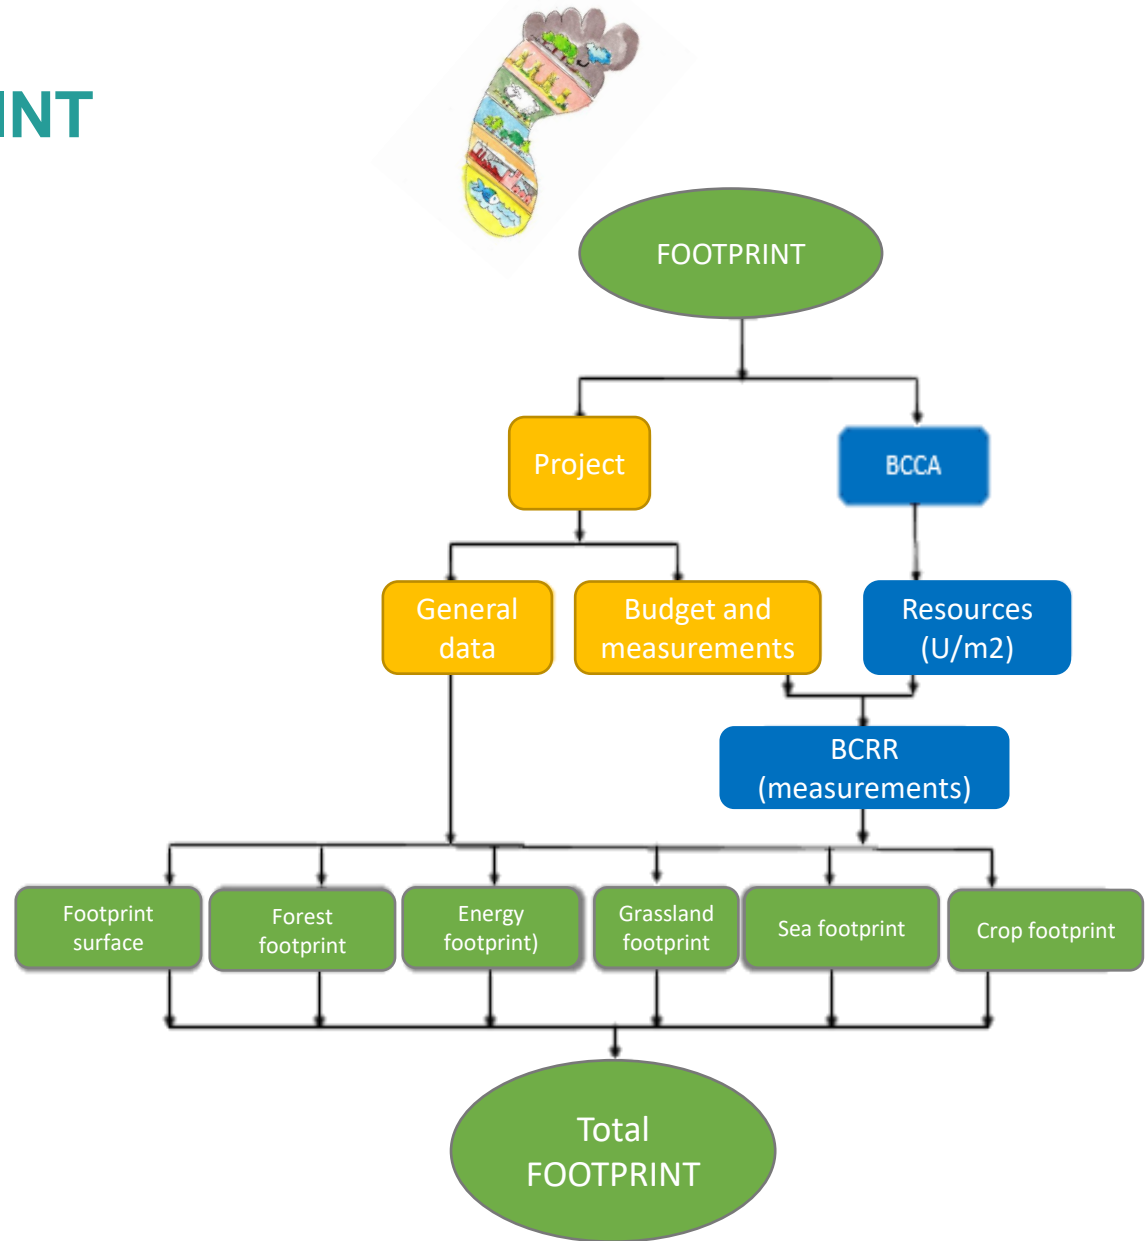 INT
FOOTPRINT
Project
BCCA
General
data
Budget and
measurements
Resources
(U/m2)
BCRR
(measurements)
Footprint
surface
Forest
footprint
Energy
footprint)
Grassland
footprint
Sea footprint
Crop footprint
Total
FOOTPRINT